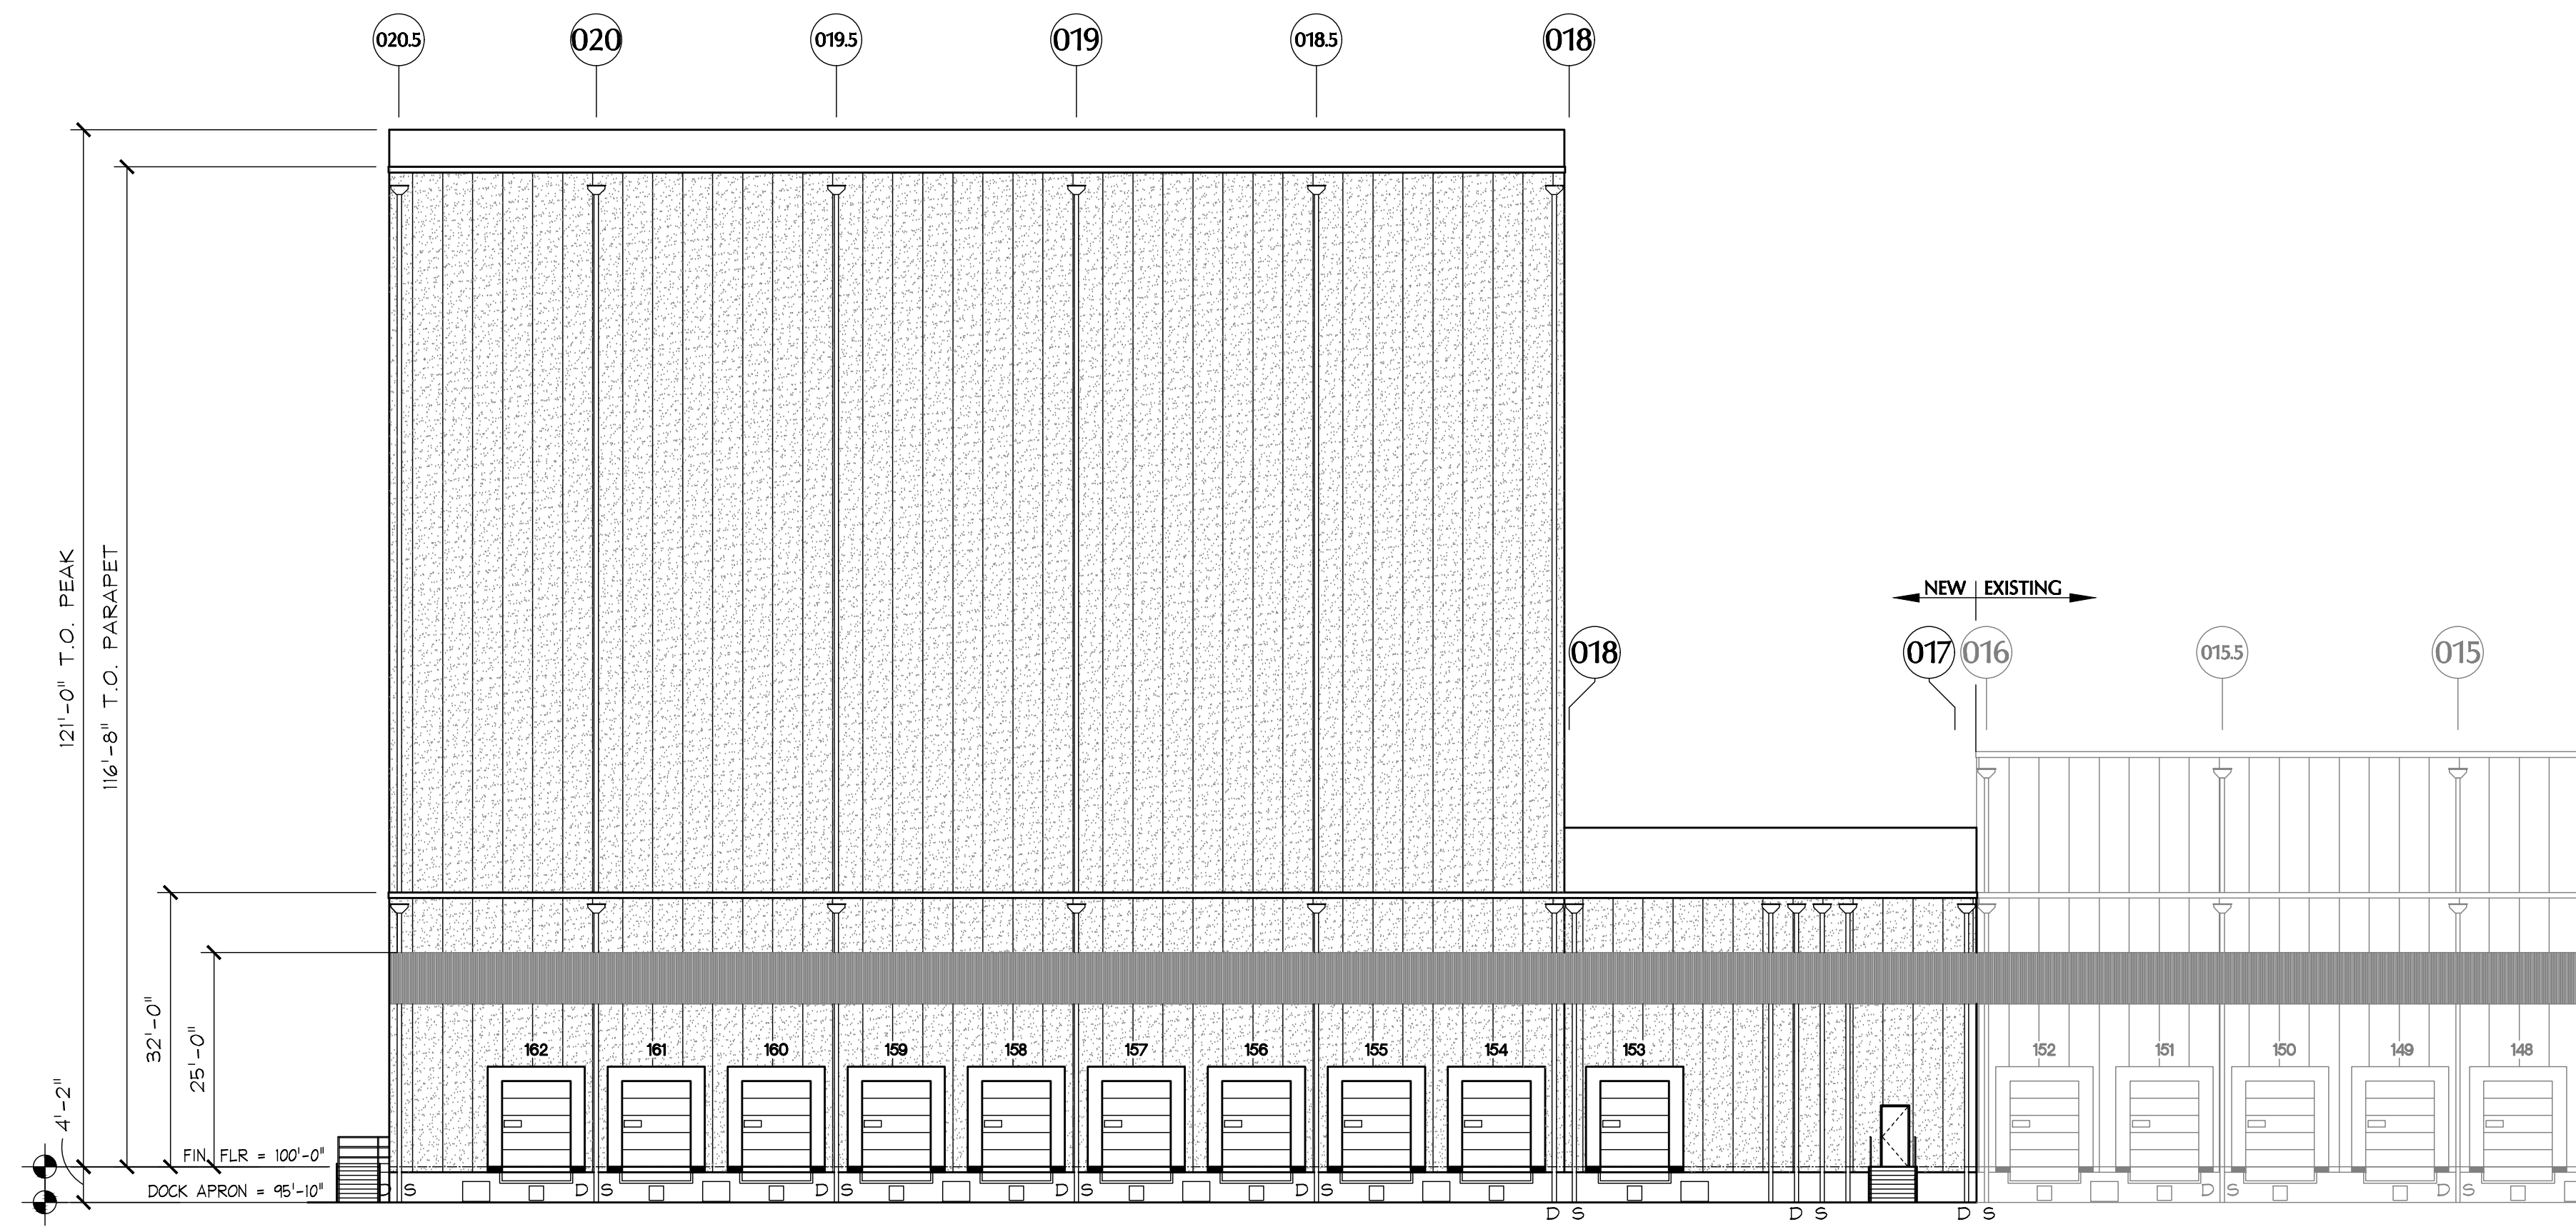 020.5 020 019.5 019 018.5 018
121'-0" T.O. PEAK
116'-8" T.O. PARAPET
NEW EXISTING
018 017 016 015.5 015
32'-0"
25'-0"
4'-2"
162 161 160 159 158 157 156 155 154 153 152 151 150 149 148
FIN. FLR = 100'-0"
DOCK APRON = 95'-10"
D S D S D S D S D S D S D S
D S D S D S